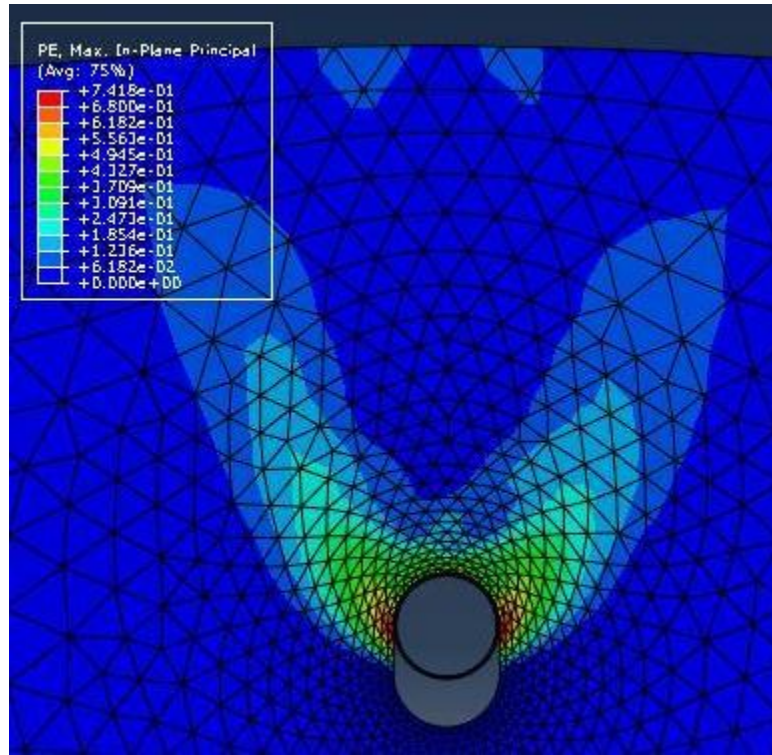 PE, Max. In-Plane Principal
(Avg: 75%)
+7.418e-01
+6.800e-01
+6.182e-01
+5.563e-01
+4.945e-01
+4.327e-01
+3.709e-01
+3.091e-01
+2.473e-01
+1.854e-01
+1.236e-01
+6.182e-02
+0.000e+00